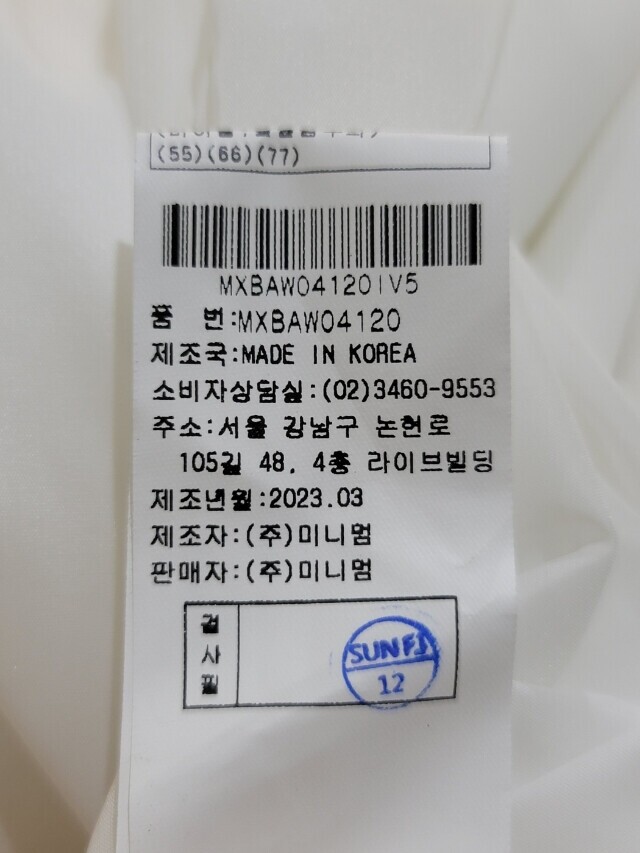 (55)(66)(77)
MXBAW04120IV5
품 번:MXBAW04120
제조국:MADE IN KOREA
소비자상담실:(02)3460-9553
주소:서울 강남구 논현로
105길 48, 4층 라이브빌딩
제조년월:2023.03
제조자:(주)미니멈
판매자:(주)미니멈
검사필
SUNFJ
12